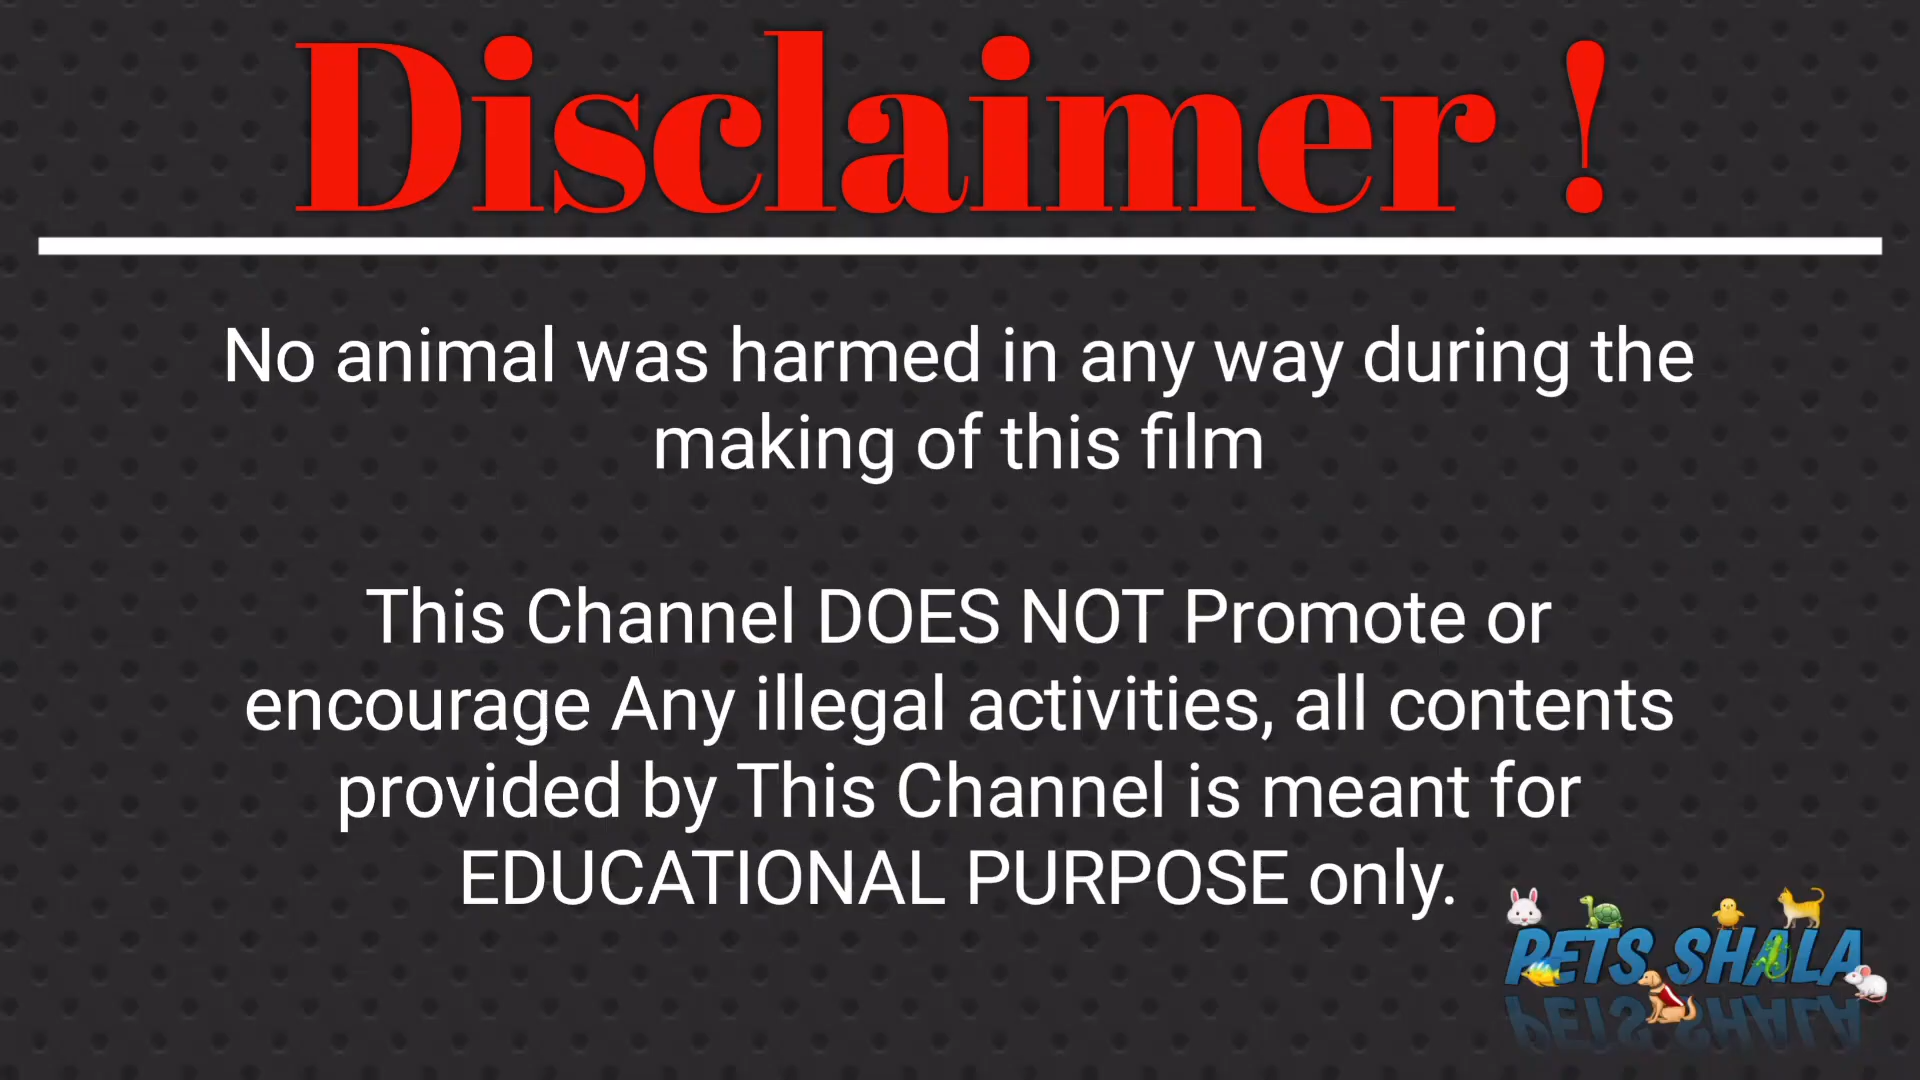 Disclaimer !
No animal was harmed in any way during the
making of this film
This Channel DOES NOT Promote or
encourage Any illegal activities, all contents
provided by This Channel is meant for
EDUCATIONAL PURPOSE only.
PETS SHALA